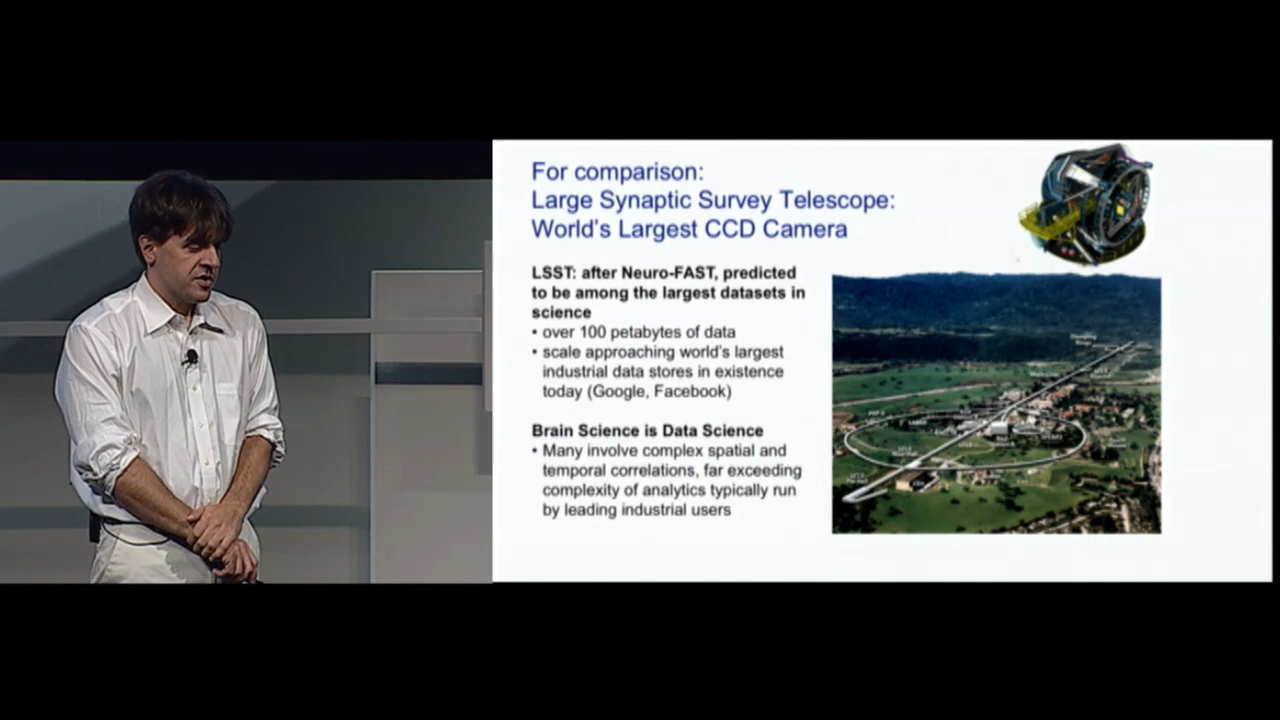 For comparison:
Large Synaptic Survey Telescope:
World's Largest CCD Camera
LSST: after Neuro-FAST, predicted
to be among the largest datasets in
science
• over 100 petabytes of data
• scale approaching world's largest
industrial data stores in existence
today (Google, Facebook)
Brain Science is Data Science
• Many involve complex spatial and
temporal correlations, far exceeding
complexity of analytics typically run
by leading industrial users